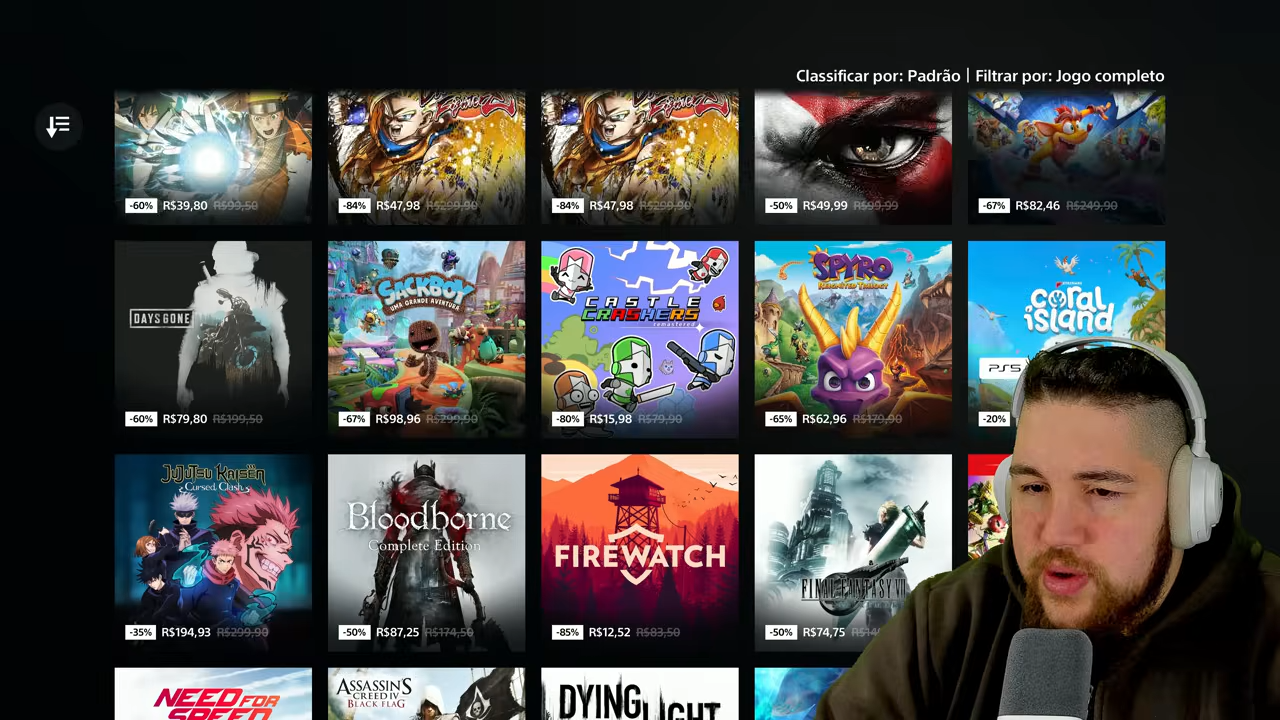 Classificar por: Padrão | Filtrar por: Jogo completo
-60% R$39,80 R$99,50
-84% R$47,98 R$299,90
-84% R$47,98 R$299,90
-50% R$49,99 R$99,99
-67% R$82,46 R$249,90
DAYS GONE
-60% R$79,80 R$199,50
SACKBOY
UMA GRANDE AVENTURA
-67% R$98,96 R$299,90
CASTLE
CRASHERS
remastered
-80% R$15,98 R$79,90
SPYRO
REIGNITED TRILOGY
-65% R$62,96 R$179,90
coral
island
PS5
-20%
JUJUTSU KAISEN
Cursed Clash
-35% R$194,93 R$299,90
Bloodborne
Complete Edition
-50% R$87,25 R$174,50
FIREWATCH
-85% R$12,52 R$83,50
FINAL FANTASY VII
-50% R$74,75
NEED FOR
SPEED
ASSASSIN'S
CREED IV
BLACK FLAG
DYING LIGHT